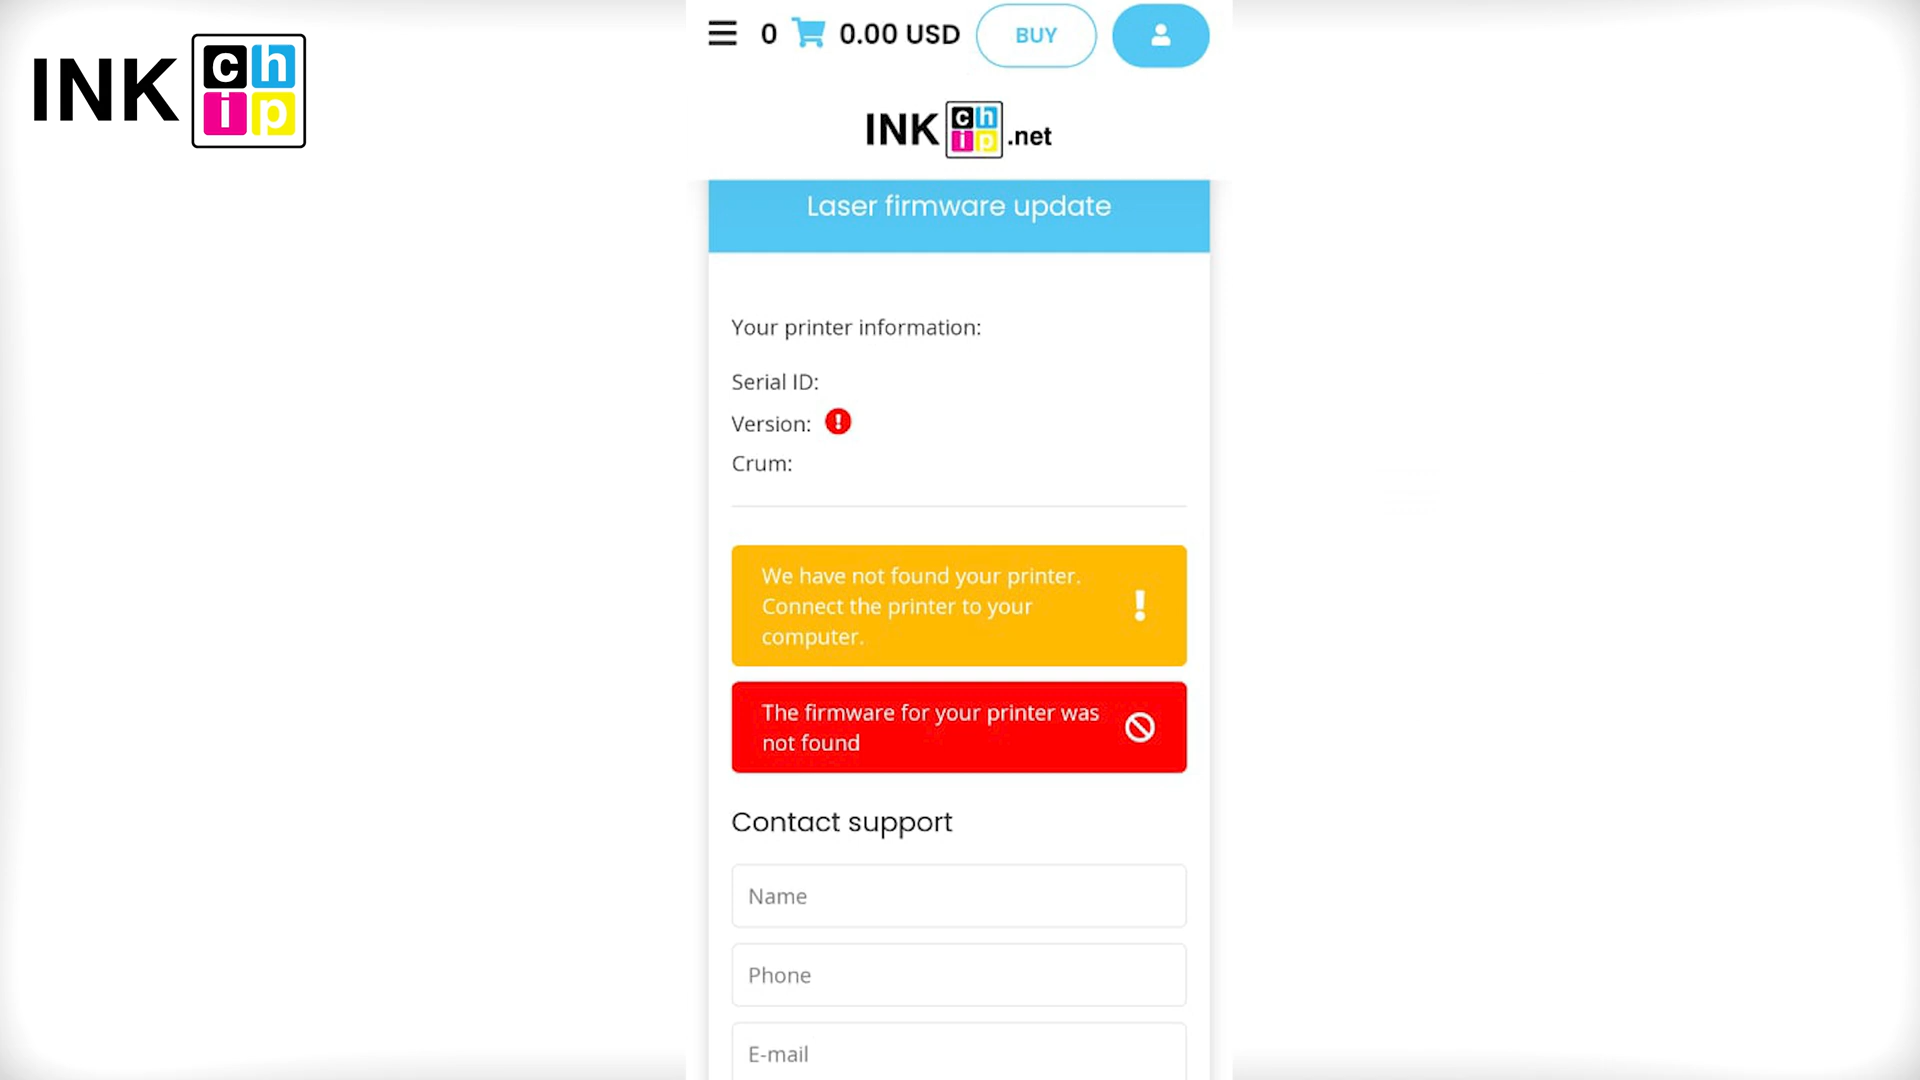 INK chip
0 0.00 USD BUY
INK chip .net
Laser firmware update
Your printer information:
Serial ID:
Version:
Crum:
We have not found your printer.
Connect the printer to your
computer.
The firmware for your printer was
not found
Contact support
Name
Phone
E-mail